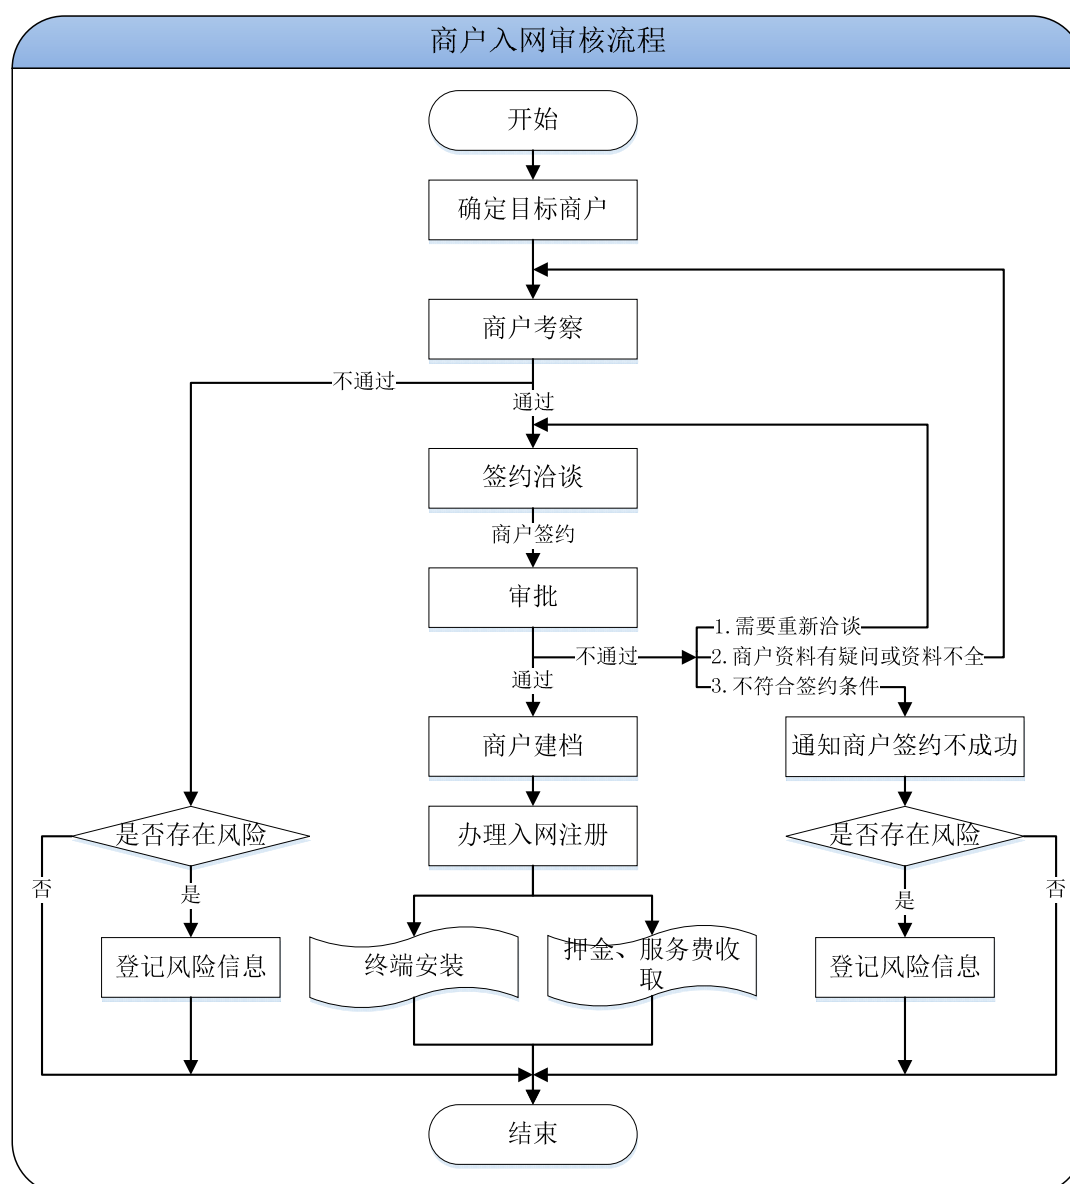 商户入网审核流程
开始
确定目标商户
商户考察
不通过
通过
签约洽谈
商户签约
审批
1.需要重新洽谈
不通过
2.商户资料有疑问或资料不全
通过
3.不符合签约条件
商户建档
通知商户签约不成功
是否存在风险
办理入网注册
是否存在风险
否
是
是
否
登记风险信息
终端安装
押金、服务费收
取
登记风险信息
结束